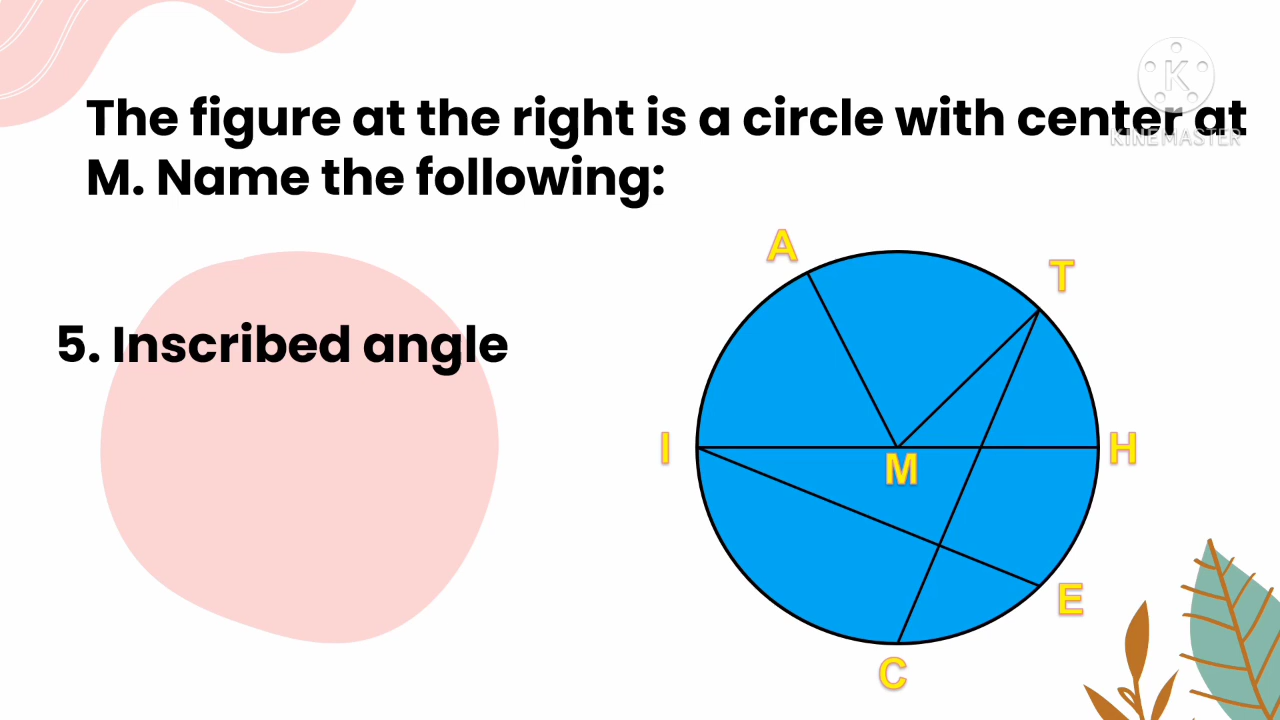 The figure at the right is a circle with center at
M. Name the following:
K
KINEMASTER
5. Inscribed angle
A
T
I
M
H
E
C